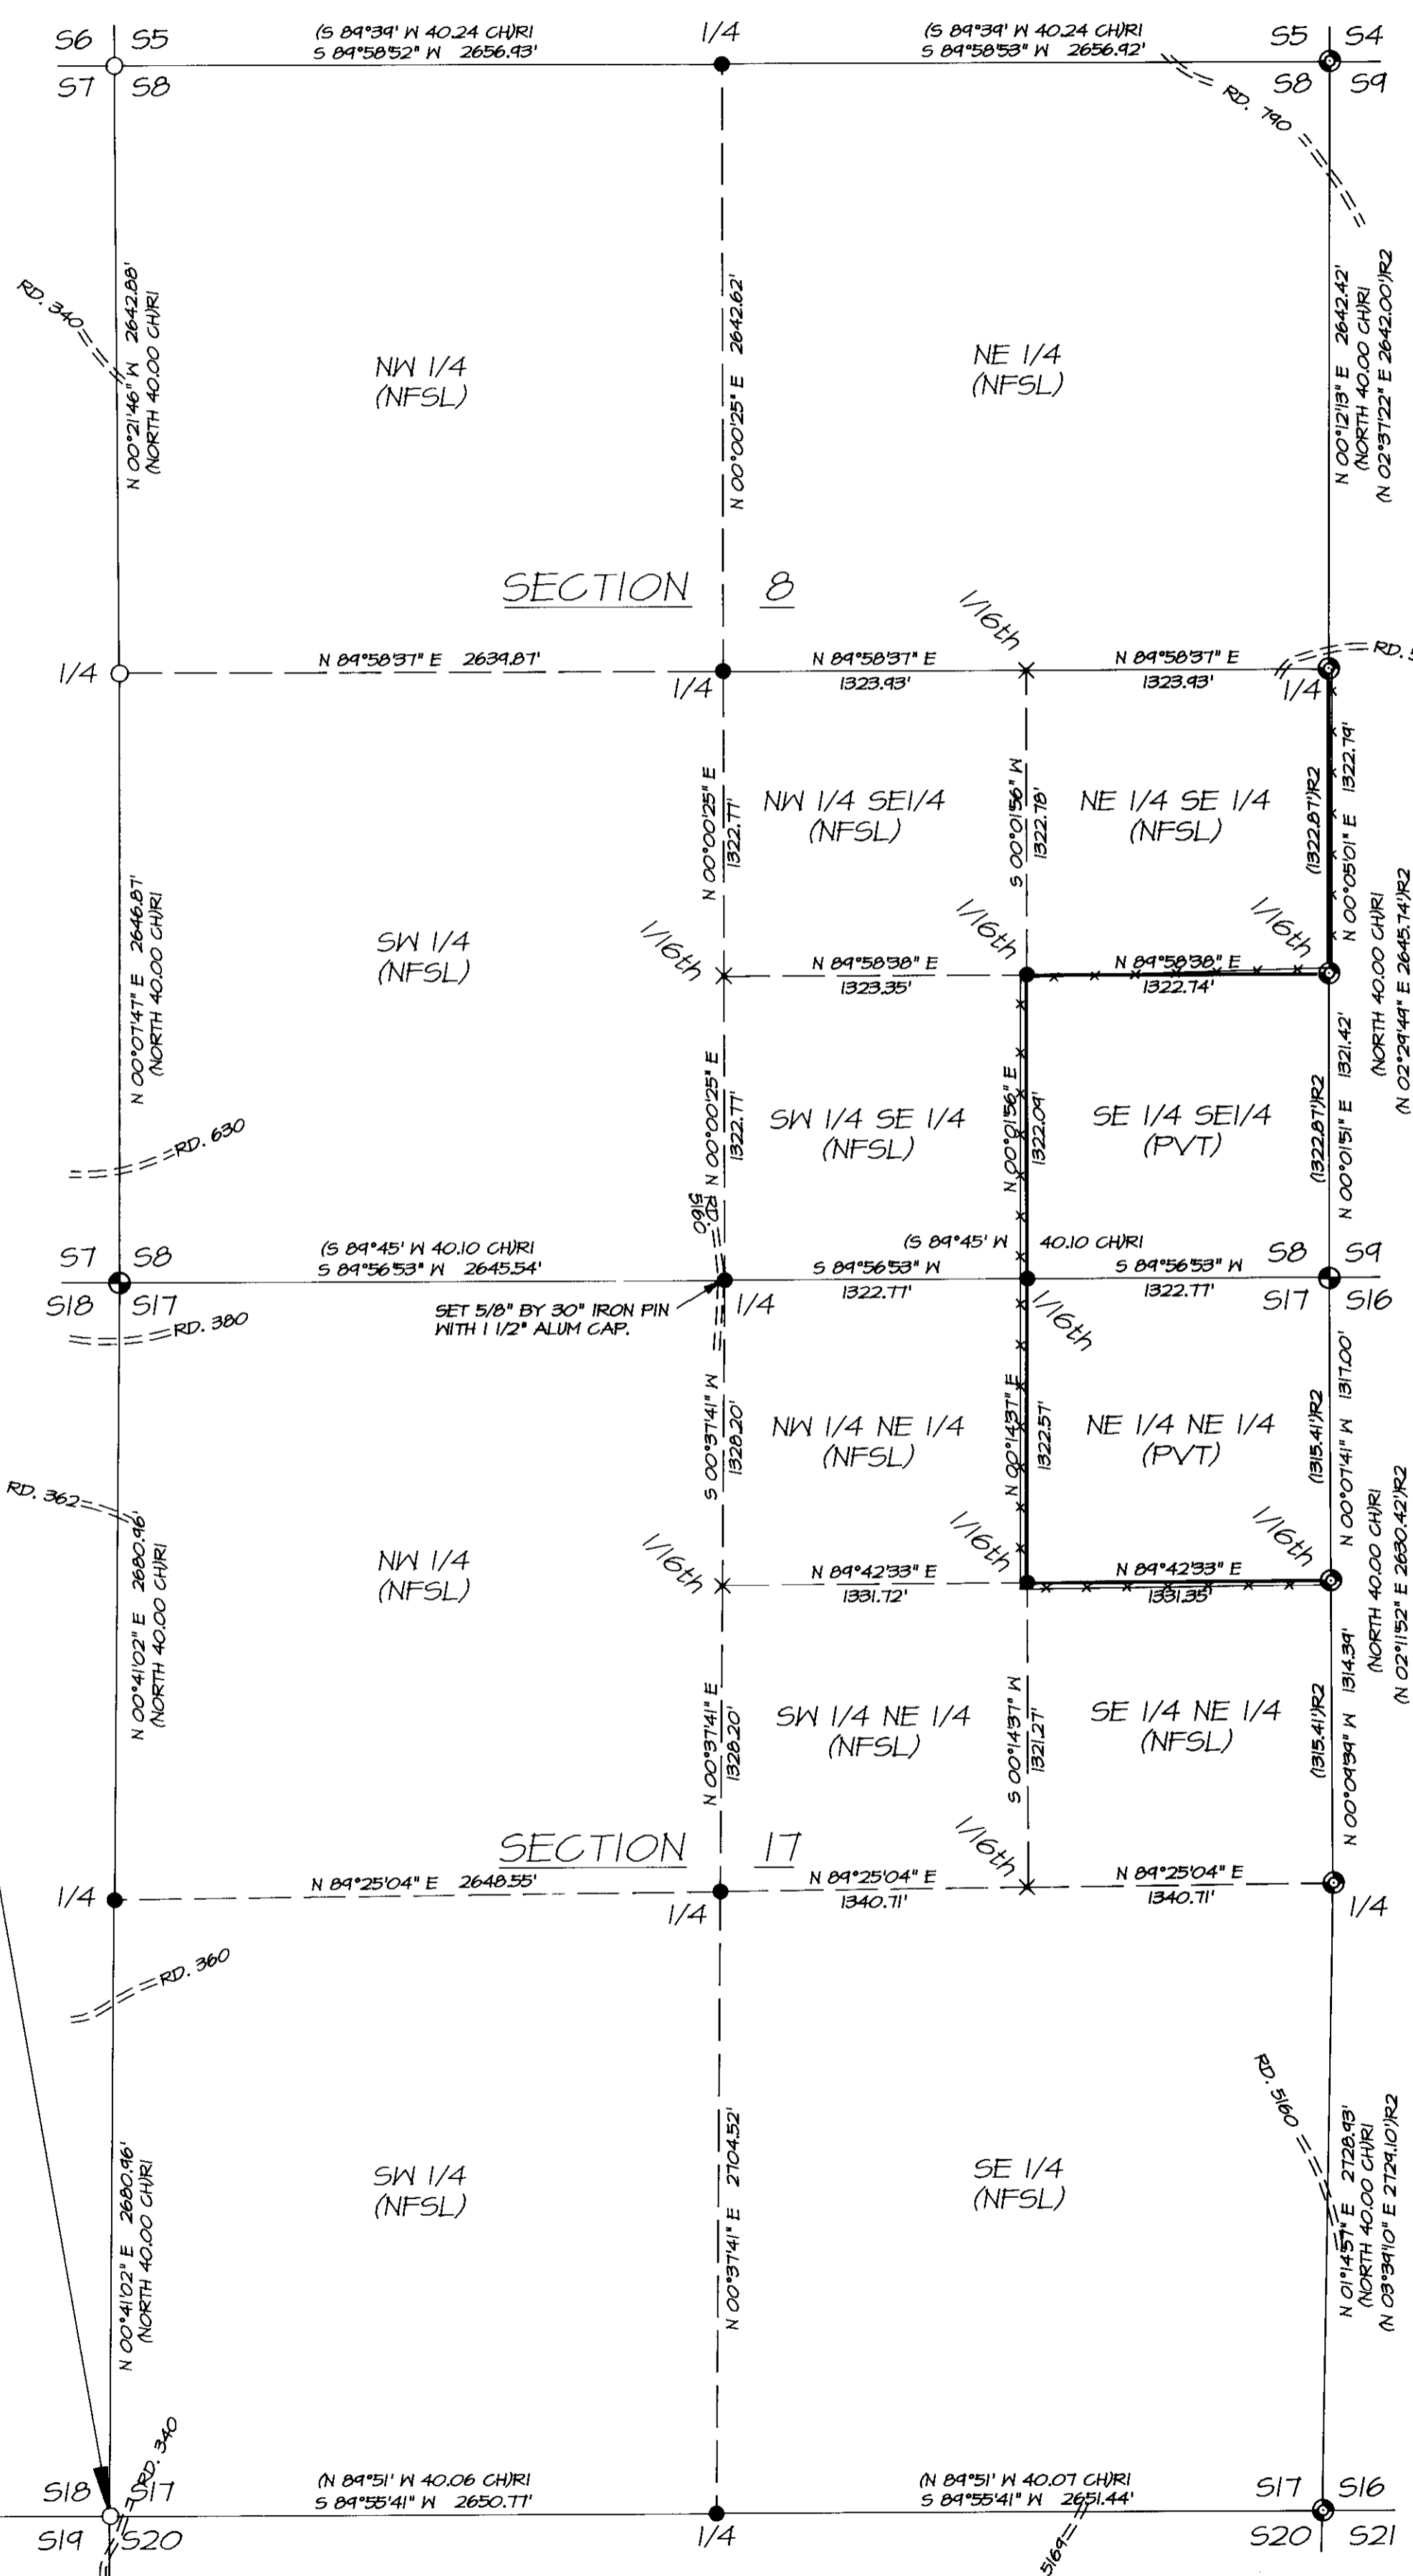 S6 S5
(S 89°39' W 40.24 CH)R1
S 89°58'52" W 2656.93'
1/4
(S 89°39' W 40.24 CH)R1
S 89°58'53" W 2656.92'
S5 S4
S7 S8
S8 S9
RD. 790
RD. 340
N 00°21'46" W 2642.88'
(NORTH 40.00 CH)R1
NW 1/4
(NFSL)
N 00°00'25" E 2642.62'
NE 1/4
(NFSL)
N 00°12'13" E 2642.42'
(NORTH 40.00 CH)R1
(N 02°37'22" E 2642.00')R2
SECTION 8
1/16th
1/4
N 89°58'37" E 2639.87'
1/4
N 89°58'37" E
1323.93'
N 89°58'37" E
1323.93'
RD. 5
1/4
N 00°00'25" E
1322.77'
NW 1/4 SE1/4
(NFSL)
S 00°01'56" W
1322.78'
NE 1/4 SE 1/4
(NFSL)
(1322.87')R2
N 00°05'01" E 1322.79'
(NORTH 40.00 CH)R1
(N 02°29'49" E 2645.74')R2
N 00°07'47" E 2646.87'
(NORTH 40.00 CH)R1
SW 1/4
(NFSL)
1/16th
1/16th
1/16th
N 89°58'38" E
1323.35'
N 89°58'38" E
1322.74'
N 00°00'25" E
1322.77'
SW 1/4 SE 1/4
(NFSL)
N 00°01'56" E
1322.09'
SE 1/4 SE1/4
(PVT)
(1322.87')R2
N 00°01'51" E 1321.42'
RD. 630
RD.
5160
S7 S8
(S 89°45' W 40.10 CH)R1
S 89°56'53" W 2645.54'
(S 89°45' W 40.10 CH)R1
S 89°56'53" W
1322.77'
S 89°56'53" W
1322.77'
S8 S9
S18 S17
SET 5/8" BY 30" IRON PIN
WITH 1 1/2" ALUM CAP.
1/4
1/16th
S17 S16
RD. 380
S 00°37'41" W
1328.20'
NW 1/4 NE 1/4
(NFSL)
N 00°14'37" E
1322.57'
NE 1/4 NE 1/4
(PVT)
(1315.41')R2
N 00°07'41" W 1317.00'
(NORTH 40.00 CH)R1
(N 02°11'52" E 2630.42')R2
RD. 362
N 00°41'02" E 2680.96'
(NORTH 40.00 CH)R1
NW 1/4
(NFSL)
1/16th
1/16th
1/16th
N 89°42'33" E
1331.72'
N 89°42'33" E
1331.35'
N 00°37'41" E
1328.20'
SW 1/4 NE 1/4
(NFSL)
S 00°14'37" W
1321.27'
SE 1/4 NE 1/4
(NFSL)
(1315.41')R2
N 00°09'39" W 1314.39'
SECTION 17
1/16th
1/4
N 89°25'04" E 2648.55'
1/4
N 89°25'04" E
1340.71'
N 89°25'04" E
1340.71'
1/4
RD. 360
N 00°41'02" E 2680.96'
(NORTH 40.00 CH)R1
SW 1/4
(NFSL)
N 00°37'41" E 2704.52'
SE 1/4
(NFSL)
RD. 5160
N 01°14'57" E 2728.93'
(NORTH 40.00 CH)R1
(N 03°39'10" E 2729.10')R2
RD. 340
S18 S17
(N 89°51' W 40.06 CH)R1
S 89°55'41" W 2650.77'
(N 89°51' W 40.07 CH)R1
S 89°55'41" W 2651.44'
S17 S16
S19 S20
1/4
5169
S20 S21